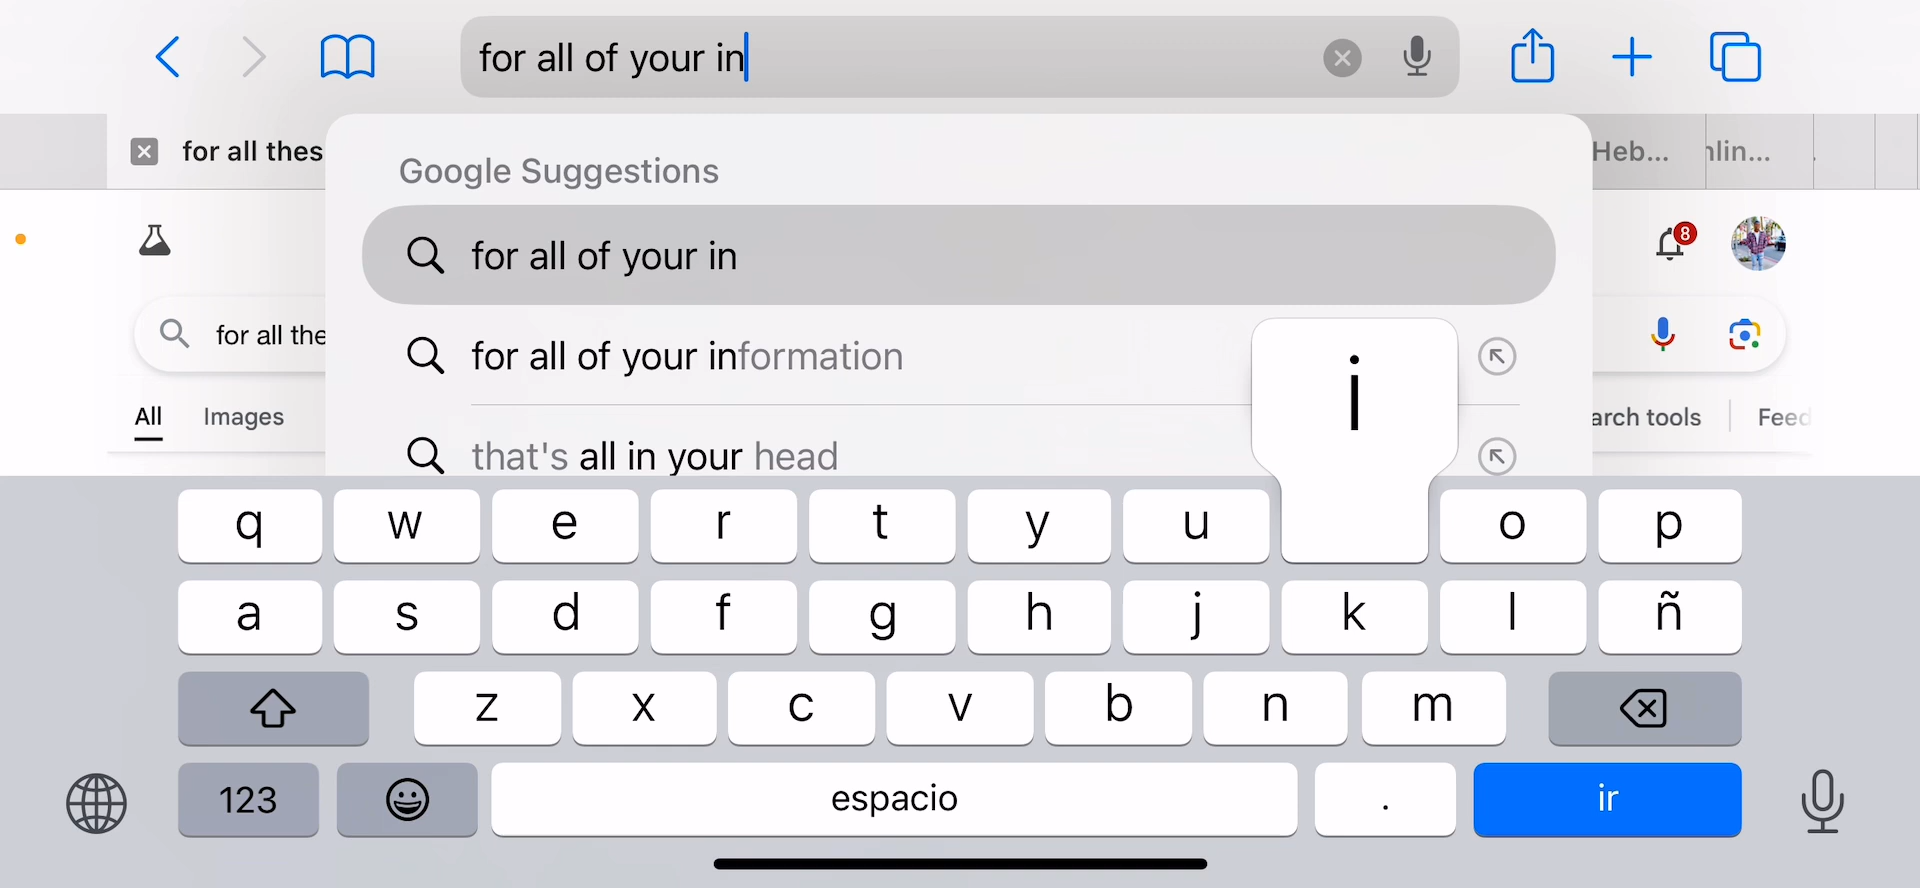 for all of your in
for all thes
Heb...
nlin...
Google Suggestions
for all of your in
8
for all the
for all of your information
All
Images
arch tools
Feed
that's all in your head
i
q w e r t y u o p
a s d f g h j k l ñ
z x c v b n m
123
espacio
.
ir